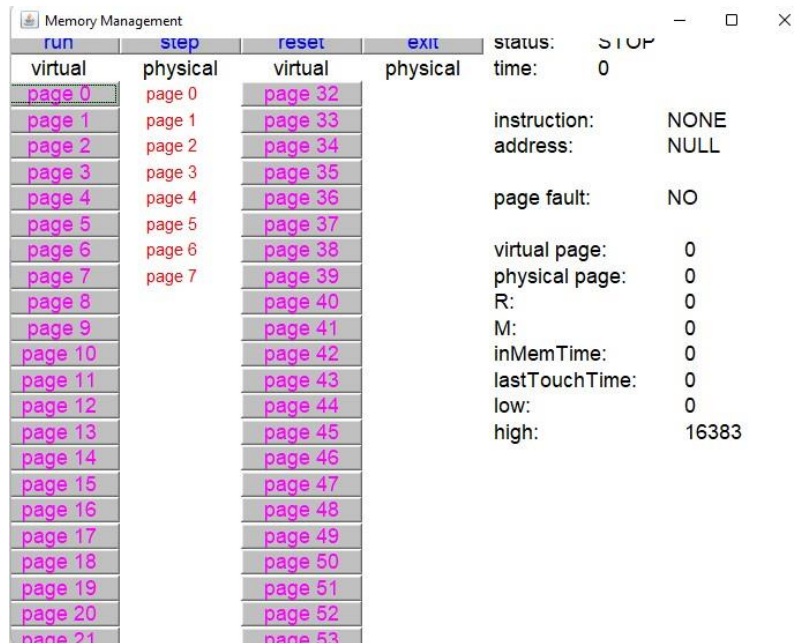 Memory Management
run step reset exit status: STOP
virtual physical virtual physical time: 0
page 0 page 0 page 32
page 1 page 1 page 33 instruction: NONE
page 2 page 2 page 34 address: NULL
page 3 page 3 page 35
page 4 page 4 page 36 page fault: NO
page 5 page 5 page 37
page 6 page 6 page 38 virtual page: 0
page 7 page 7 page 39 physical page: 0
page 8 page 40 R: 0
page 9 page 41 M: 0
page 10 page 42 inMemTime: 0
page 11 page 43 lastTouchTime: 0
page 12 page 44 low: 0
page 13 page 45 high: 16383
page 14 page 46
page 15 page 47
page 16 page 48
page 17 page 49
page 18 page 50
page 19 page 51
page 20 page 52
page 21 page 53